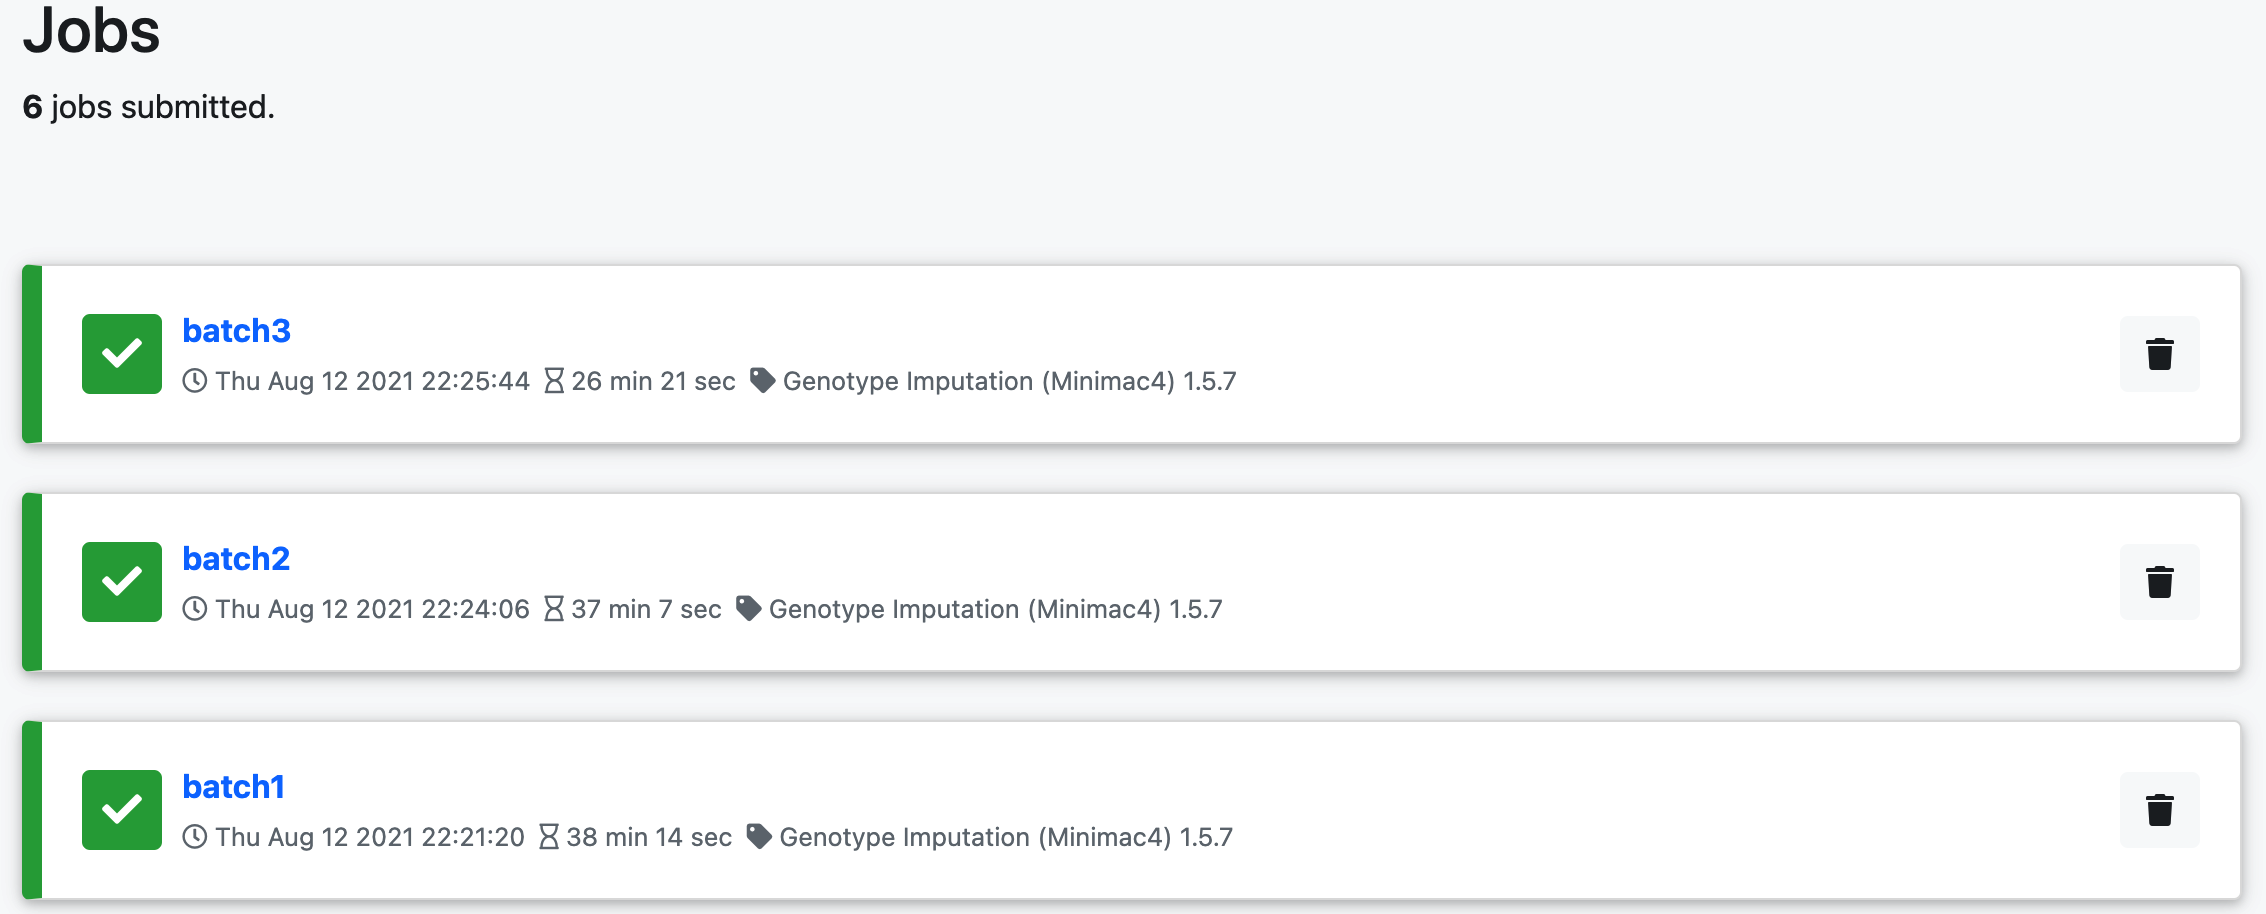 Jobs
6 jobs submitted.
batch3
Thu Aug 12 2021 22:25:44 26 min 21 sec Genotype Imputation (Minimac4) 1.5.7
batch2
Thu Aug 12 2021 22:24:06 37 min 7 sec Genotype Imputation (Minimac4) 1.5.7
batch1
Thu Aug 12 2021 22:21:20 38 min 14 sec Genotype Imputation (Minimac4) 1.5.7